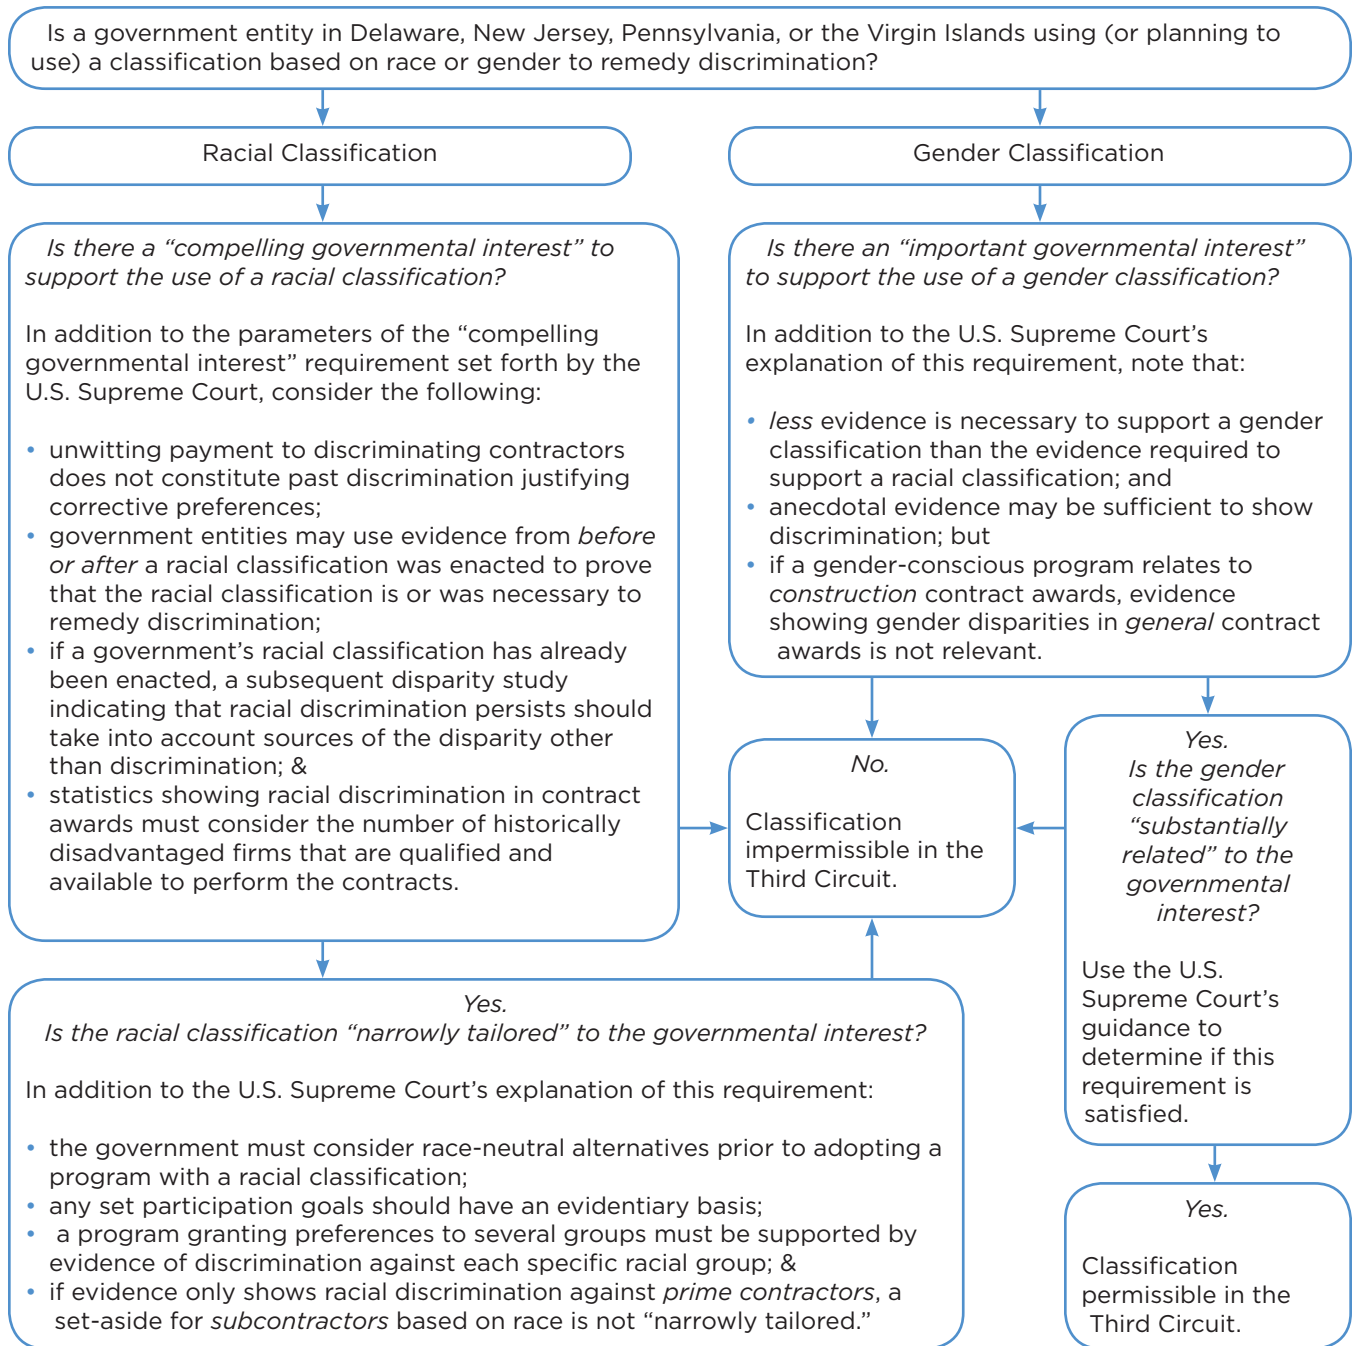 Is a government entity in Delaware, New Jersey, Pennsylvania, or the Virgin Islands using (or planning to
use) a classification based on race or gender to remedy discrimination?
Racial Classification
Is there a “compelling governmental interest” to
support the use of a racial classification?
In addition to the parameters of the “compelling
governmental interest” requirement set forth by the
U.S. Supreme Court, consider the following:
• unwitting payment to discriminating contractors
does not constitute past discrimination justifying
corrective preferences;
• government entities may use evidence from before
or after a racial classification was enacted to prove
that the racial classification is or was necessary to
remedy discrimination;
• if a government’s racial classification has already
been enacted, a subsequent disparity study
indicating that racial discrimination persists should
take into account sources of the disparity other
than discrimination; &
• statistics showing racial discrimination in contract
awards must consider the number of historically
disadvantaged firms that are qualified and
available to perform the contracts.
Yes.
Is the racial classification “narrowly tailored” to the governmental interest?
In addition to the U.S. Supreme Court’s explanation of this requirement:
• the government must consider race-neutral alternatives prior to adopting a
program with a racial classification;
• any set participation goals should have an evidentiary basis;
• a program granting preferences to several groups must be supported by
evidence of discrimination against each specific racial group; &
• if evidence only shows racial discrimination against prime contractors, a
set-aside for subcontractors based on race is not “narrowly tailored.”
Gender Classification
Is there an “important governmental interest”
to support the use of a gender classification?
In addition to the U.S. Supreme Court’s
explanation of this requirement, note that:
• less evidence is necessary to support a gender
classification than the evidence required to
support a racial classification; and
• anecdotal evidence may be sufficient to show
discrimination; but
• if a gender-conscious program relates to
construction contract awards, evidence
showing gender disparities in general contract
awards is not relevant.
No.
Classification
impermissible in the
Third Circuit.
Yes.
Is the gender
classification
“substantially
related” to the
governmental
interest?
Use the U.S.
Supreme Court’s
guidance to
determine if this
requirement is
satisfied.
Yes.
Classification
permissible in the
Third Circuit.